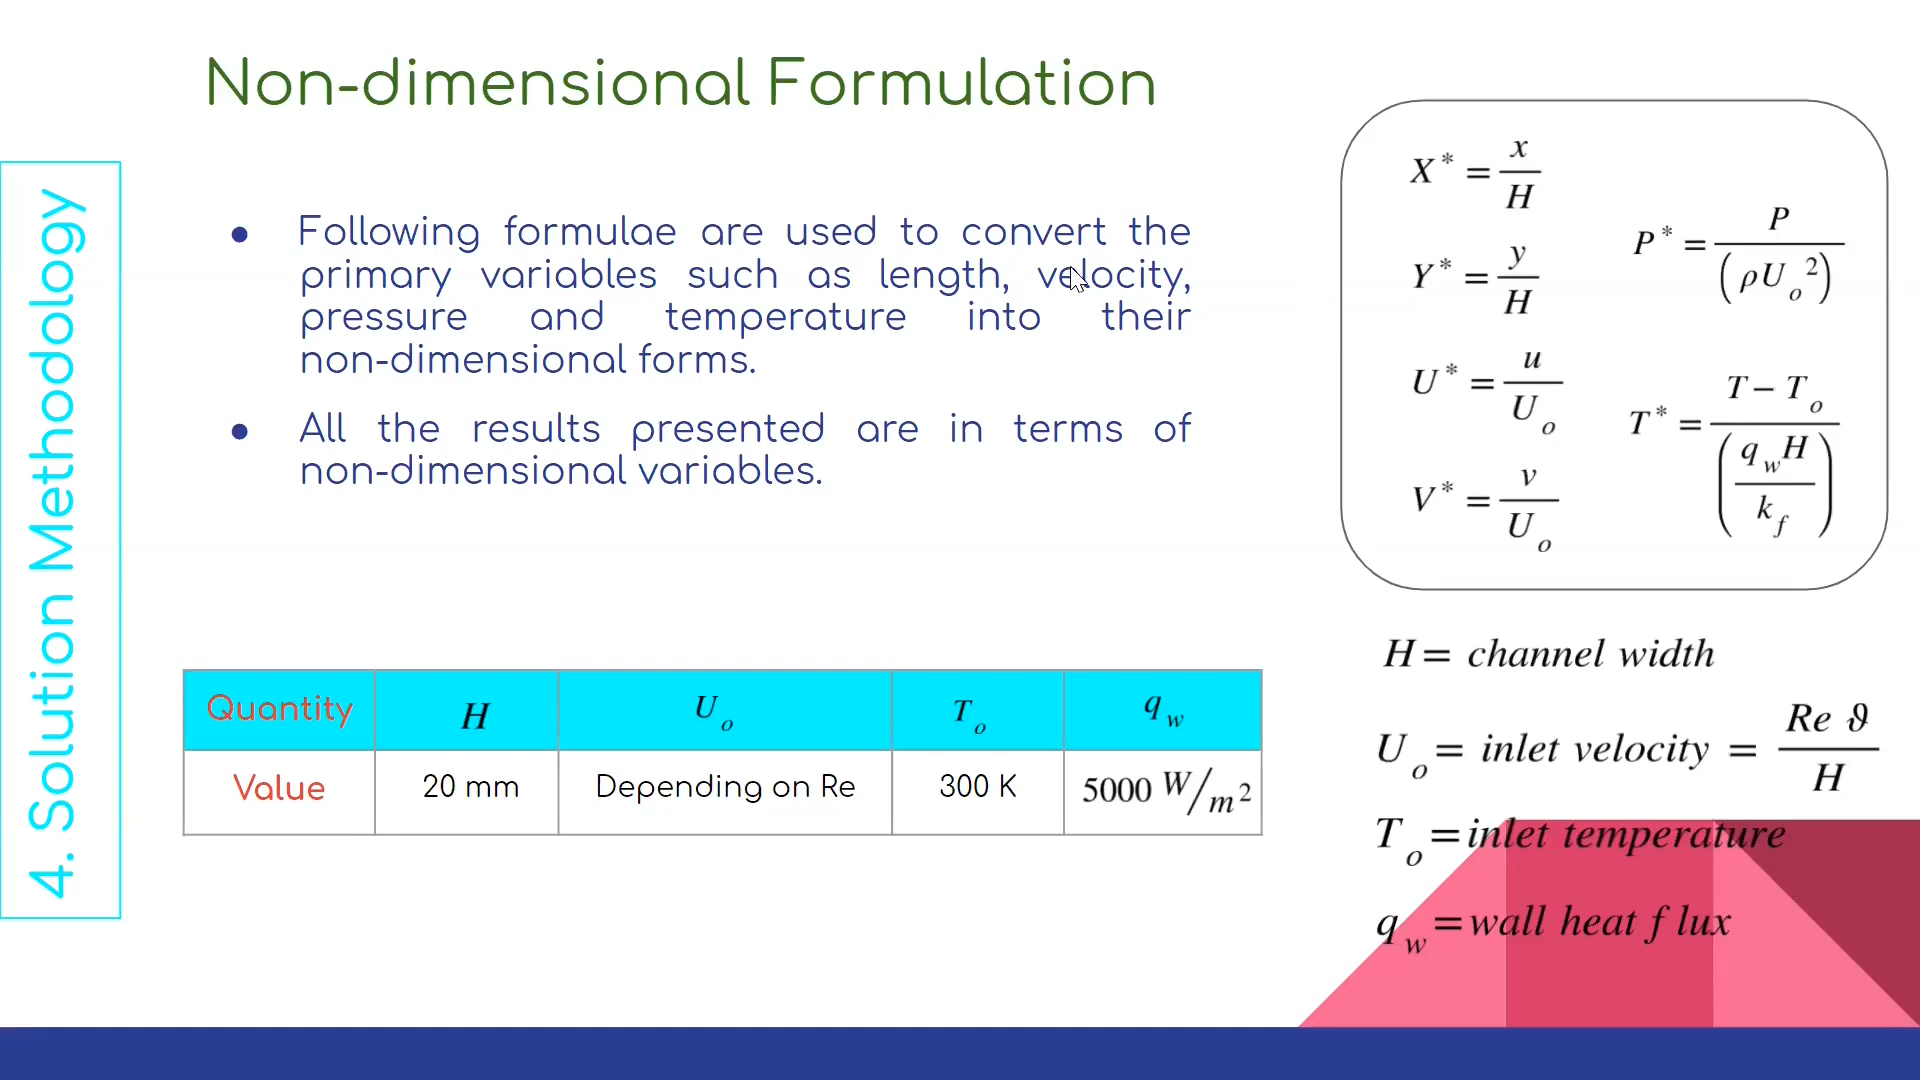 Non-dimensional Formulation
4. Solution Methodology
● Following formulae are used to convert the
primary variables such as length, velocity,
pressure and temperature into their
non-dimensional forms.
● All the results presented are in terms of
non-dimensional variables.
X* = x/H
Y* = y/H
U* = u/U_o
V* = v/U_o
P* = P/(ρU_o²)
T* = (T − T_o)/(q_w H/k_f)
Quantity H U_o T_o q_w
Value 20 mm Depending on Re 300 K 5000 W/m²
H = channel width
U_o = inlet velocity = Re ϑ/H
T_o = inlet temperature
q_w = wall heat flux